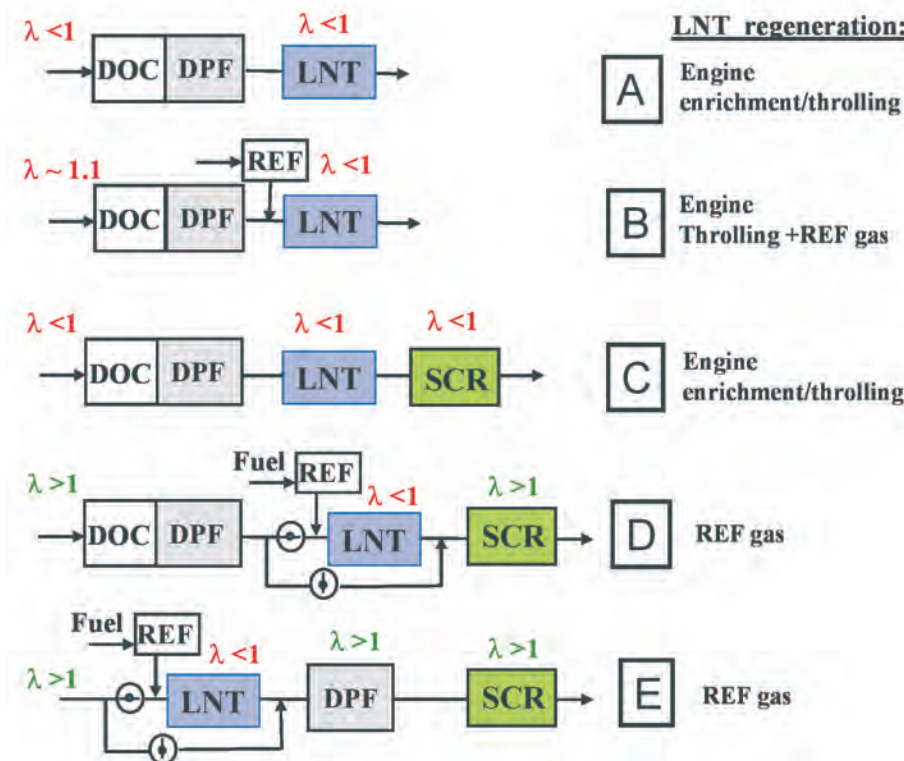 LNT regeneration:
λ <1
λ <1
DOC DPF LNT
A
Engine
enrichment/throlling
λ ~ 1.1
REF
λ <1
DOC DPF LNT
B
Engine
Throlling +REF gas
λ <1
λ <1
λ <1
DOC DPF LNT SCR
C
Engine
enrichment/throlling
λ >1
Fuel
REF
λ <1
λ >1
DOC DPF LNT SCR
D
REF gas
Fuel
REF
λ >1
λ <1
λ >1
λ >1
LNT DPF SCR
E
REF gas